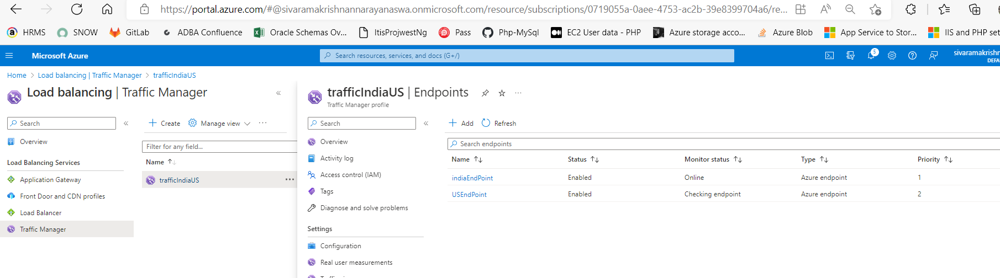 https://portal.azure.com/#@sivaramakrishnannarayanaswa.onmicrosoft.com/resource/subscriptions/0719055a-0aee-4753-ac2b-39e8399704a6/re...
HRMS SNOW GitLab ADBA Confluence Oracle Schemas Ov... ItisProjwestNg Pass Php-MySql EC2 User data - PHP Azure storage acco... Azure Blob App Service to Stor... IIS and PHP set
Microsoft Azure
Search resources, services, and docs (G+/)
5
sivaramakrishn
DEFA
Home > Load balancing | Traffic Manager > trafficIndiaUS
Load balancing | Traffic Manager
Search
Overview
Load Balancing Services
Application Gateway
Front Door and CDN profiles
Load Balancer
Traffic Manager
Create Manage view ...
Filter for any field...
Name
trafficIndiaUS ...
trafficIndiaUS | Endpoints ...
Traffic Manager profile
Search
Overview
Activity log
Access control (IAM)
Tags
Diagnose and solve problems
Settings
Configuration
Real user measurements
Add Refresh
Search endpoints
Name Status Monitor status Type Priority
indiaEndPoint Enabled Online Azure endpoint 1
USEndPoint Enabled Checking endpoint Azure endpoint 2